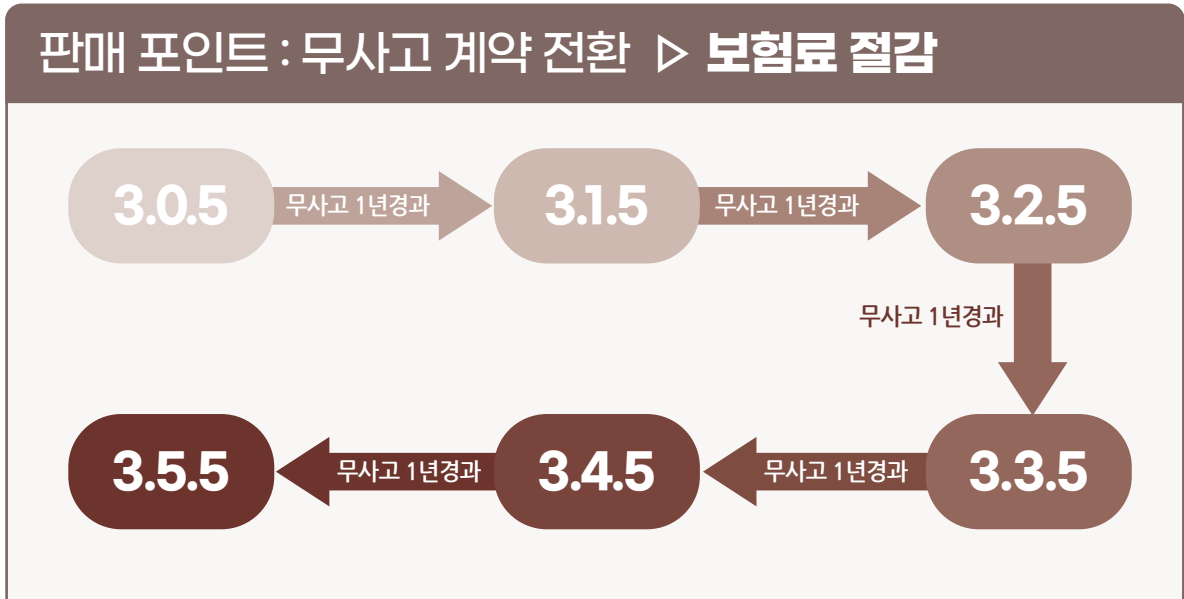 판매 포인트 : 무사고 계약 전환 ▷ 보험료 절감
3.0.5
무사고 1년경과
3.1.5
무사고 1년경과
3.2.5
무사고 1년경과
3.3.5
무사고 1년경과
3.4.5
무사고 1년경과
3.5.5